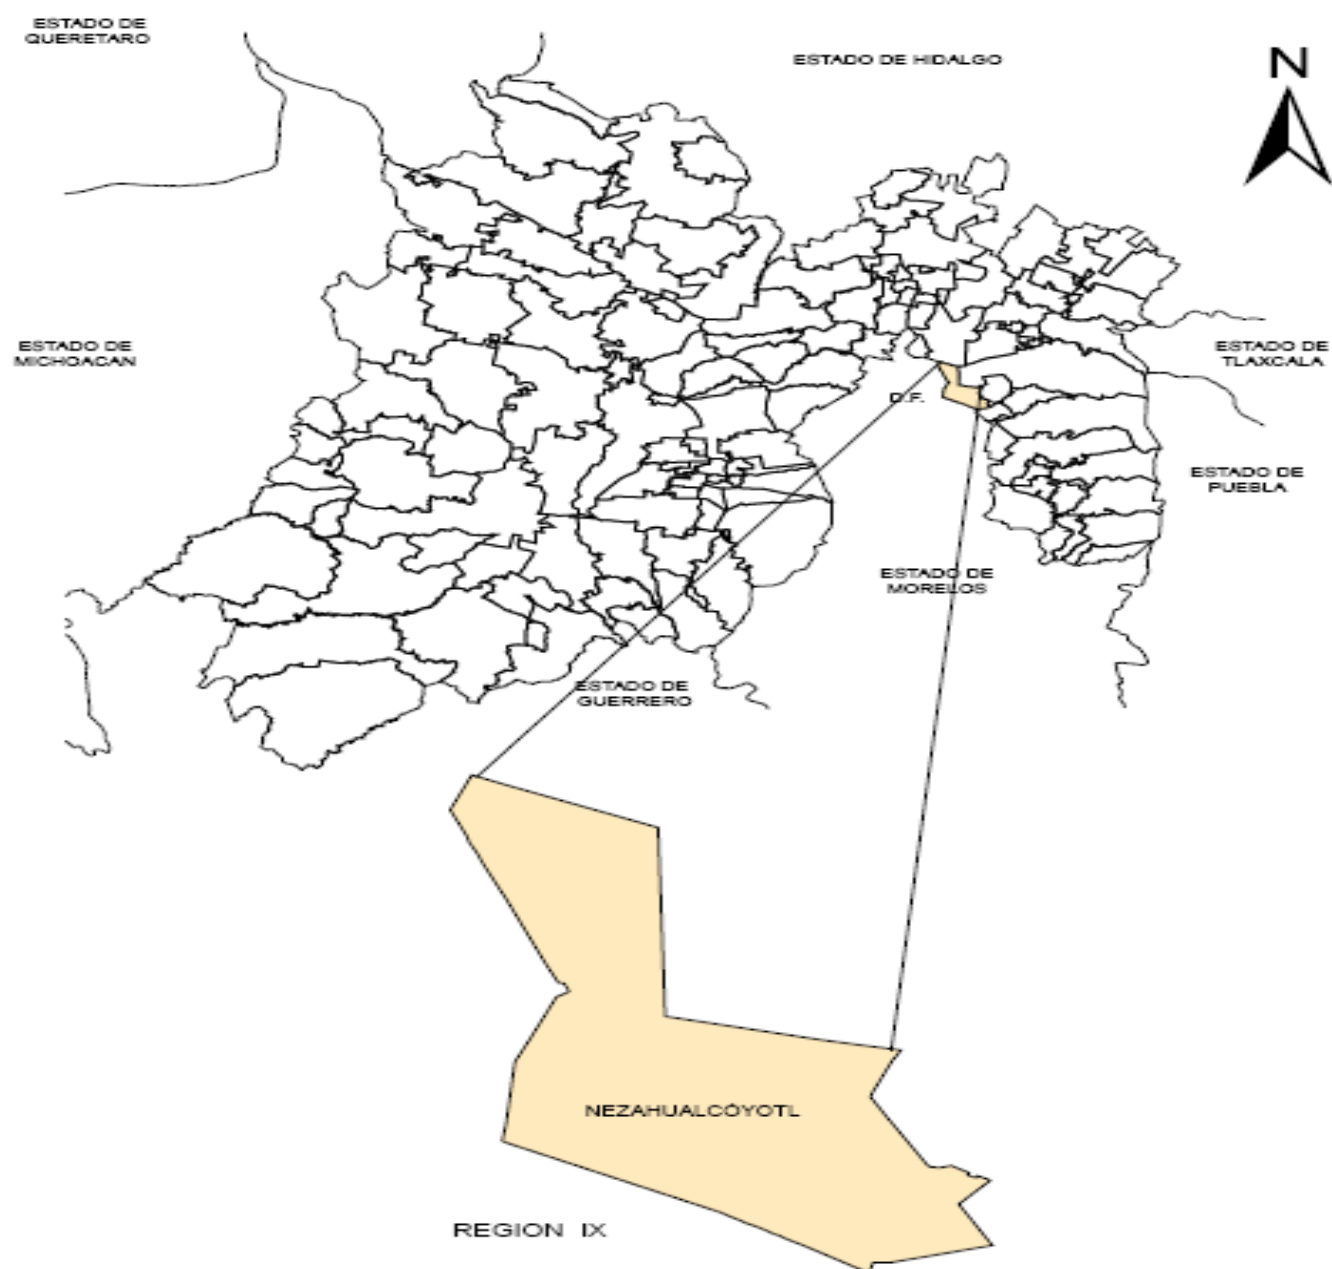 ESTADO DE
QUERETARO
ESTADO DE HIDALGO
N
ESTADO DE
MICHOACAN
ESTADO DE
TLAXCALA
D.F.
ESTADO DE
PUEBLA
ESTADO DE
MORELOS
ESTADO DE
GUERRERO
NEZAHUALCÓYOTL
REGION IX